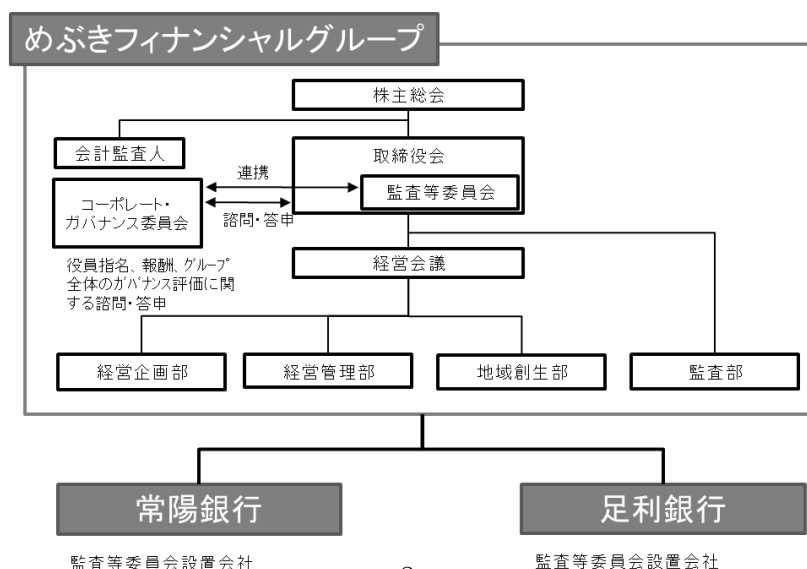 めぶきフィナンシャルグループ
株主総会
会計監査人
取締役会
連携
監査等委員会
コーポレート・
ガバナンス委員会
諮問・答申
役員指名、報酬、グループ
全体のガバナンス評価に関
する諮問・答申
経営会議
経営企画部
経営管理部
地域創生部
監査部
常陽銀行
足利銀行
監査等委員会設置会社
監査等委員会設置会社